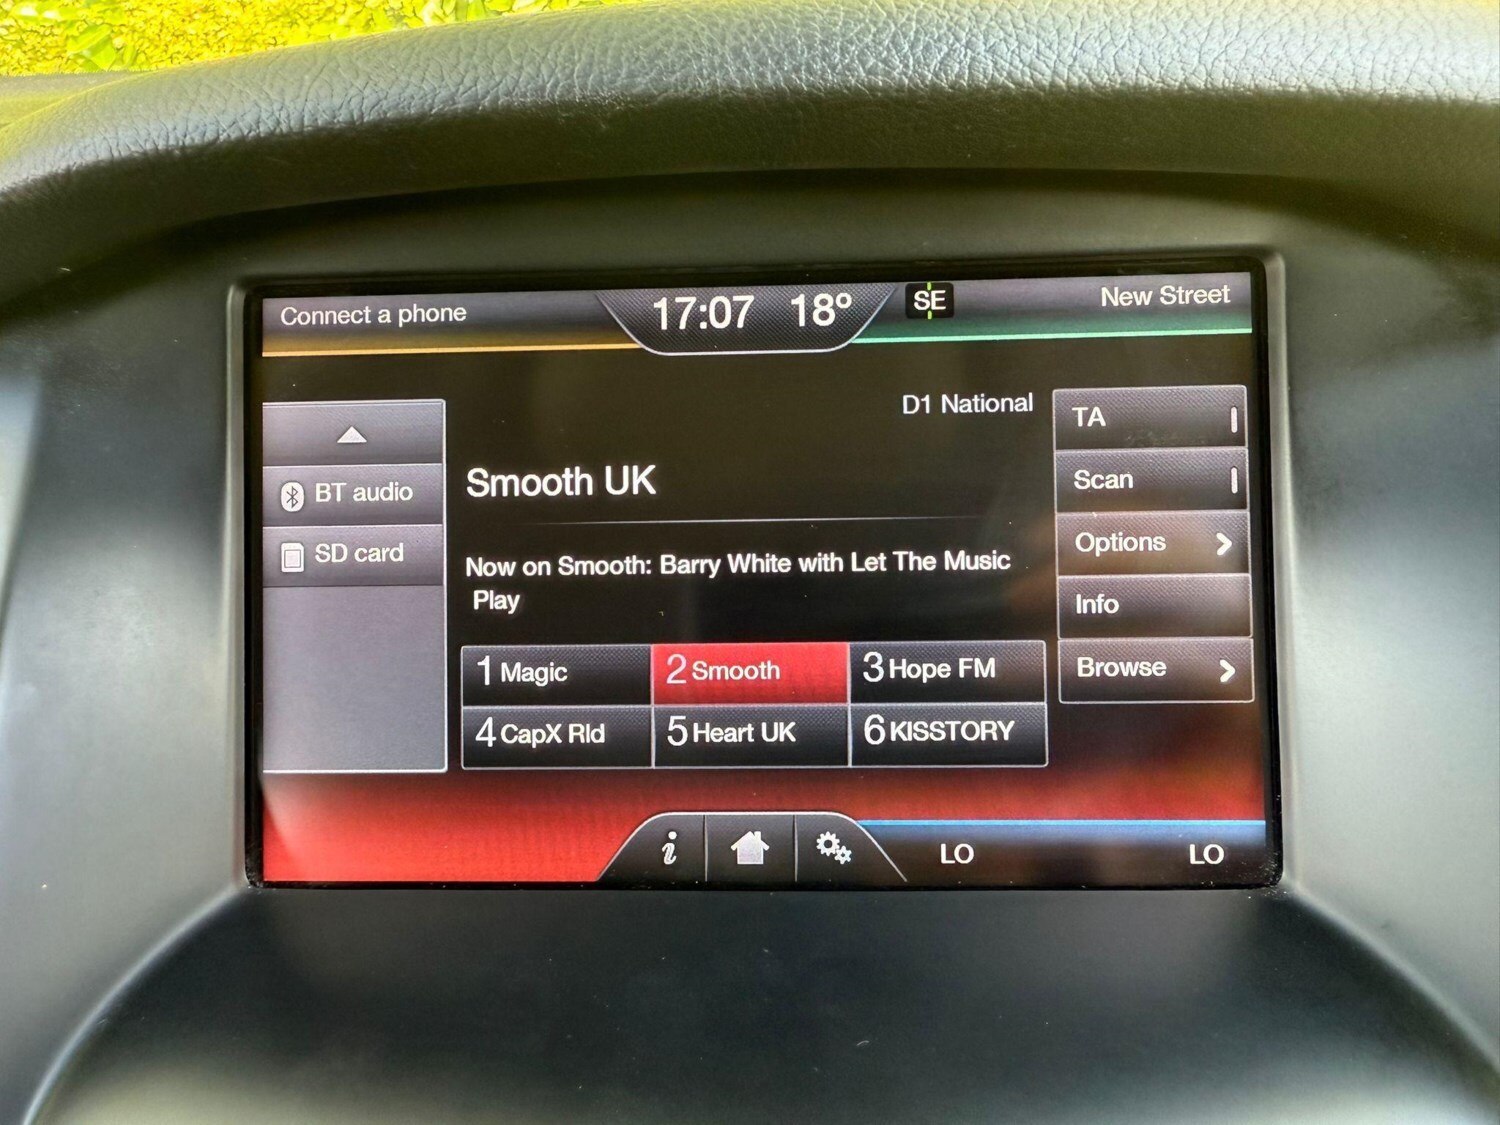 Connect a phone
17:07 18º
SE
New Street
D1 National
BT audio
SD card
Smooth UK
Now on Smooth: Barry White with Let The Music
Play
1 Magic
2 Smooth
3 Hope FM
4 CapX Rld
5 Heart UK
6 KISSTORY
TA
Scan
Options
Info
Browse
i
LO
LO